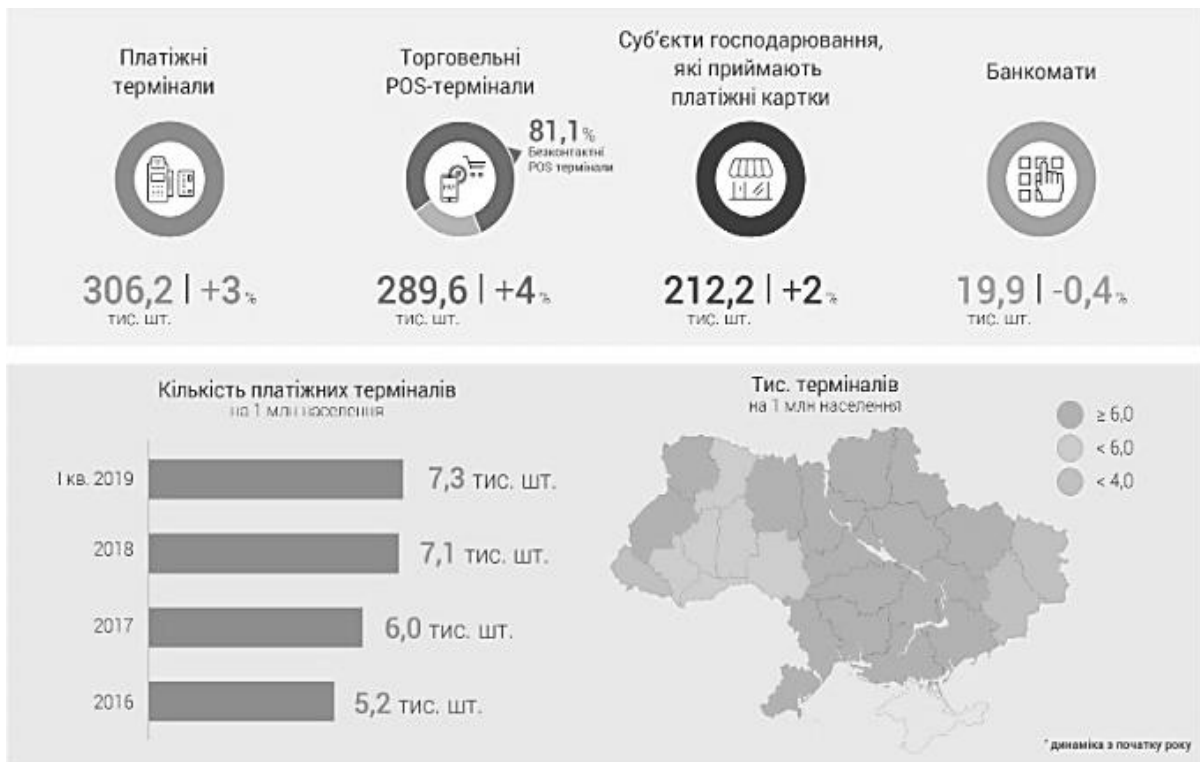 Платіжні
термінали
Торговельні
POS-термінали
Суб’єкти господарювання,
які приймають
платіжні картки
Банкомати
81,1%
Безконтактні
POS термінали
306,2 | +3%
тис. шт.
289,6 | +4%
тис. шт.
212,2 | +2%
тис. шт.
19,9 | -0,4%
тис. шт.
Кількість платіжних терміналів
на 1 млн населення
І кв. 2019
7,3 тис. шт.
2018
7,1 тис. шт.
2017
6,0 тис. шт.
2016
5,2 тис. шт.
Тис. терміналів
на 1 млн населення
≥ 6,0
< 6,0
< 4,0
* динаміка з початку року